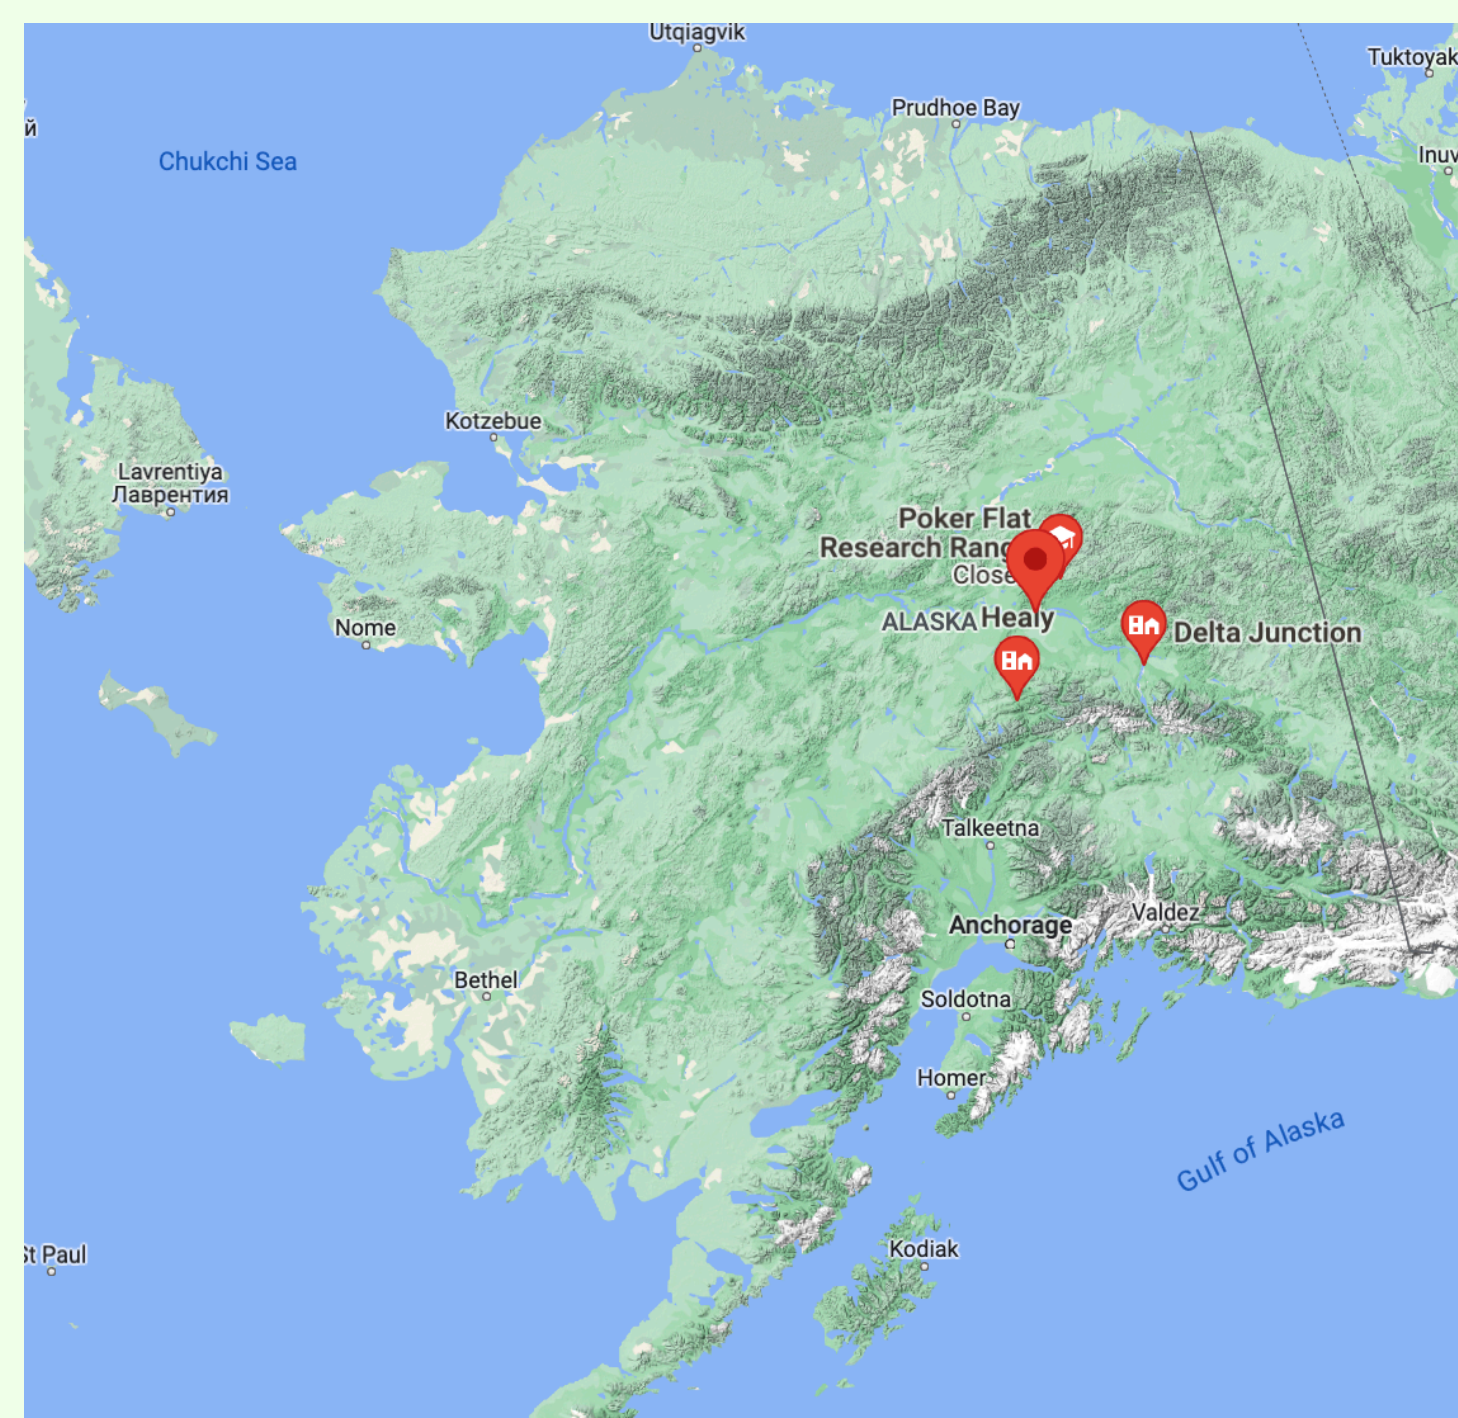 Utqiagvik
Tuktoyak
Prudhoe Bay
й
Chukchi Sea
Inuv
Kotzebue
Lavrentiya
Лаврентия
Poker Flat
Research Rang
Close
ALASKA
Healy
Nome
Delta Junction
Talkeetna
Valdez
Anchorage
Bethel
Soldotna
Homer
Gulf of Alaska
St Paul
Kodiak